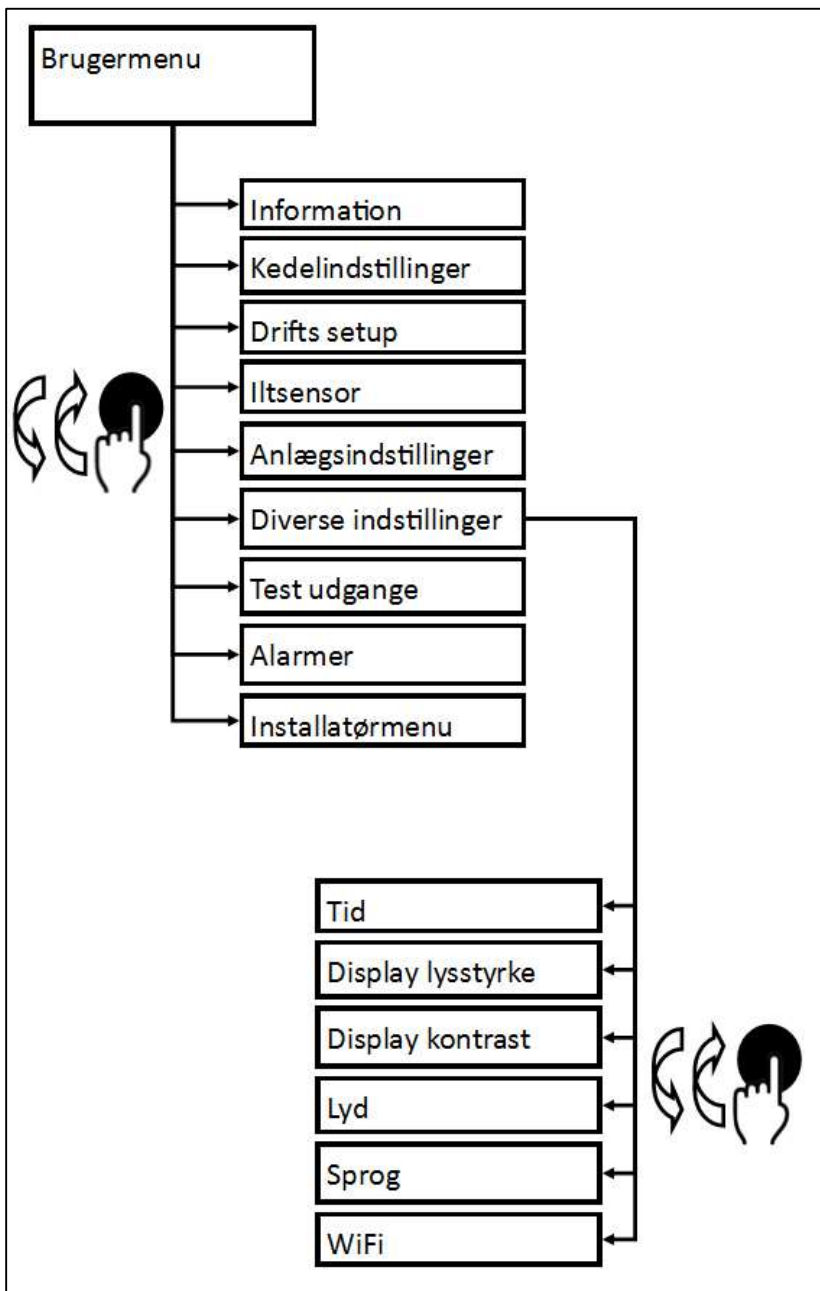 Brugermenu
Information
Kedelindstillinger
Drifts setup
Iltsensor
Anlægsindstillinger
Diverse indstillinger
Test udgange
Alarmer
Installatørmenu
Tid
Display lysstyrke
Display kontrast
Lyd
Sprog
WiFi